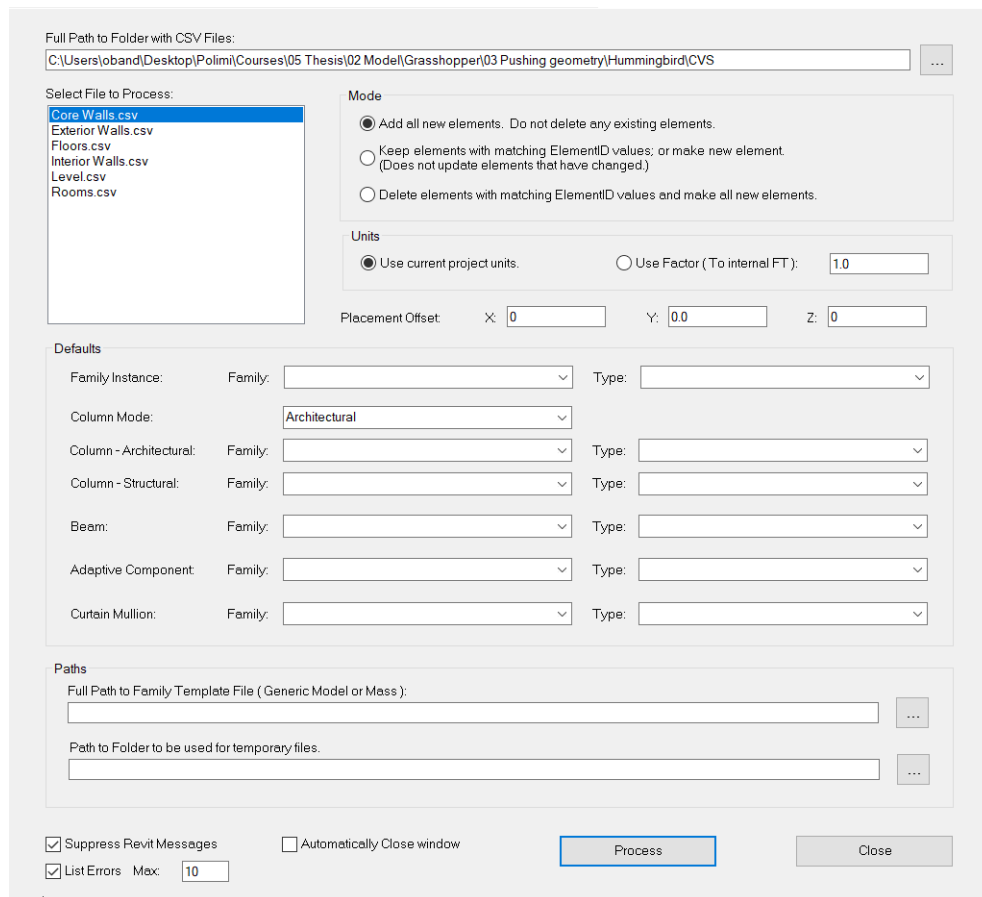 Full Path to Folder with CSV Files:
C:\Users\oband\Desktop\Polimi\Courses\05 Thesis\02 Model\Grasshopper\03 Pushing geometry\Hummingbird\CVS
...
Select File to Process:
Core Walls.csv
Exterior Walls.csv
Floors.csv
Interior Walls.csv
Level.csv
Rooms.csv
Mode
Add all new elements. Do not delete any existing elements.
Keep elements with matching ElementID values; or make new element.
(Does not update elements that have changed.)
Delete elements with matching ElementID values and make all new elements.
Units
Use current project units.
Use Factor ( To internal FT ): 1.0
Placement Offset: X: 0 Y: 0.0 Z: 0
Defaults
Family Instance: Family: Type:
Column Mode: Architectural
Column - Architectural: Family: Type:
Column - Structural: Family: Type:
Beam: Family: Type:
Adaptive Component: Family: Type:
Curtain Mullion: Family: Type:
Paths
Full Path to Family Template File ( Generic Model or Mass ):
...
Path to Folder to be used for temporary files.
...
Suppress Revit Messages
Automatically Close window
Process
Close
List Errors Max: 10